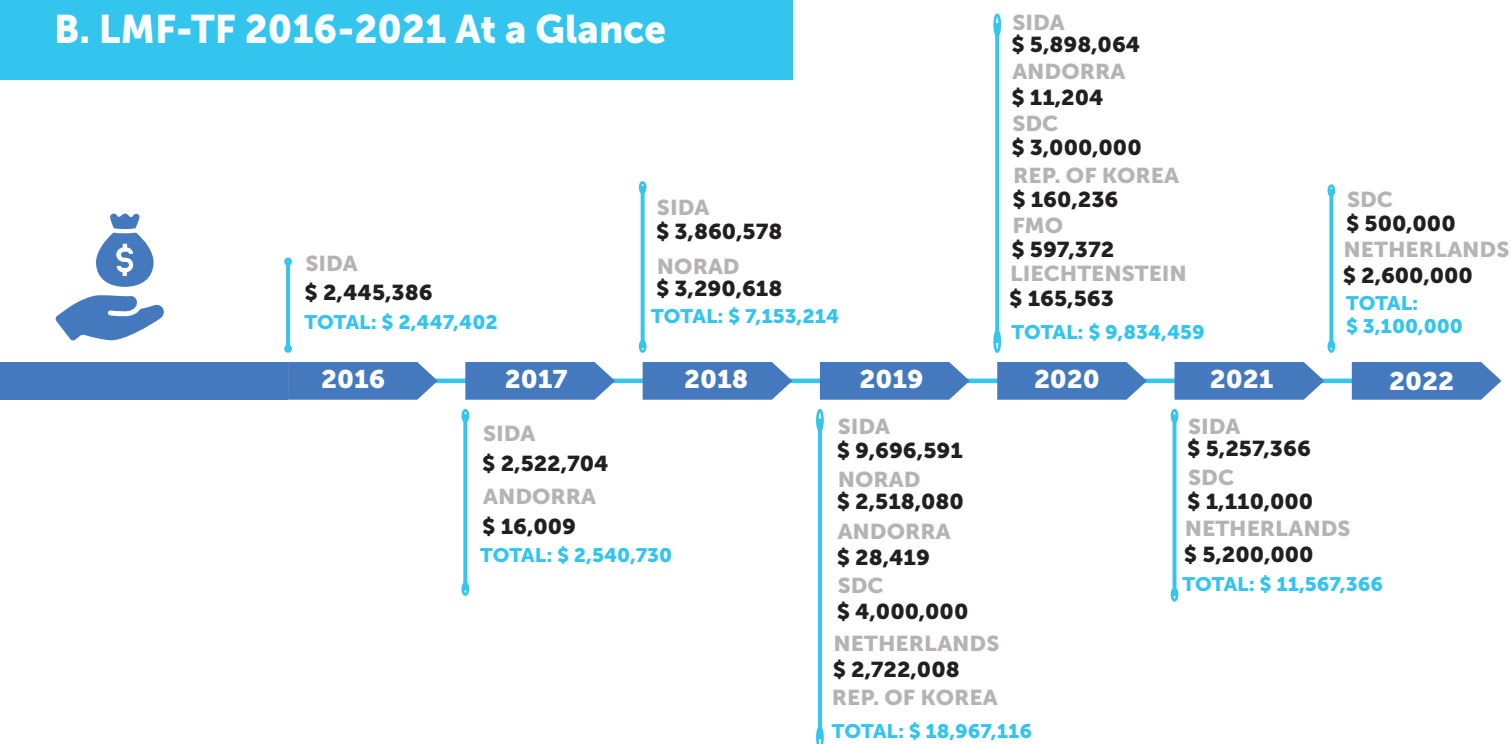 B. LMF-TF 2016-2021 At a Glance
$
SIDA
$ 2,445,386
TOTAL: $ 2,447,402
2016
SIDA
$ 2,522,704
ANDORRA
$ 16,009
TOTAL: $ 2,540,730
2017
SIDA
$ 3,860,578
NORAD
$ 3,290,618
TOTAL: $ 7,153,214
2018
SIDA
$ 9,696,591
NORAD
$ 2,518,080
ANDORRA
$ 28,419
SDC
$ 4,000,000
NETHERLANDS
$ 2,722,008
REP. OF KOREA
TOTAL: $ 18,967,116
2019
SIDA
$ 5,898,064
ANDORRA
$ 11,204
SDC
$ 3,000,000
REP. OF KOREA
$ 160,236
FMO
$ 597,372
LIECHTENSTEIN
$ 165,563
TOTAL: $ 9,834,459
2020
SIDA
$ 5,257,366
SDC
$ 1,110,000
NETHERLANDS
$ 5,200,000
TOTAL: $ 11,567,366
2021
SDC
$ 500,000
NETHERLANDS
$ 2,600,000
TOTAL:
$ 3,100,000
2022